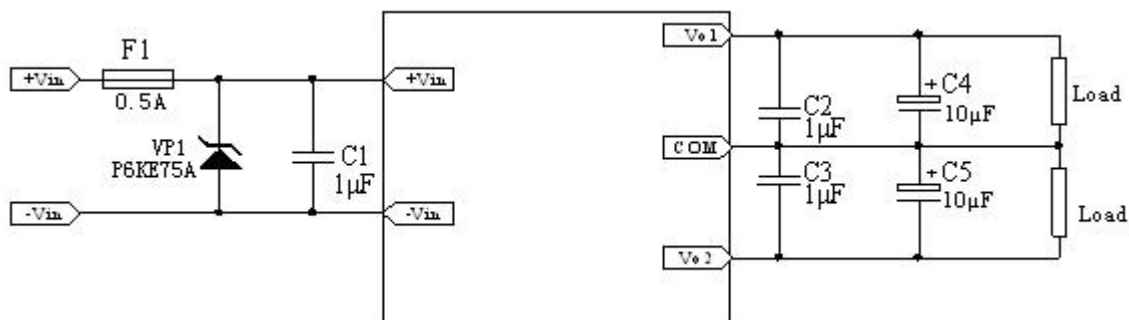 F1
+Vin
0.5A
VP1
P6KE75A
C1
1μF
-Vin
+Vin
-Vin
Vo1
COM
Vo2
C2
1μF
C3
1μF
+C4
10μF
+C5
10μF
Load
Load